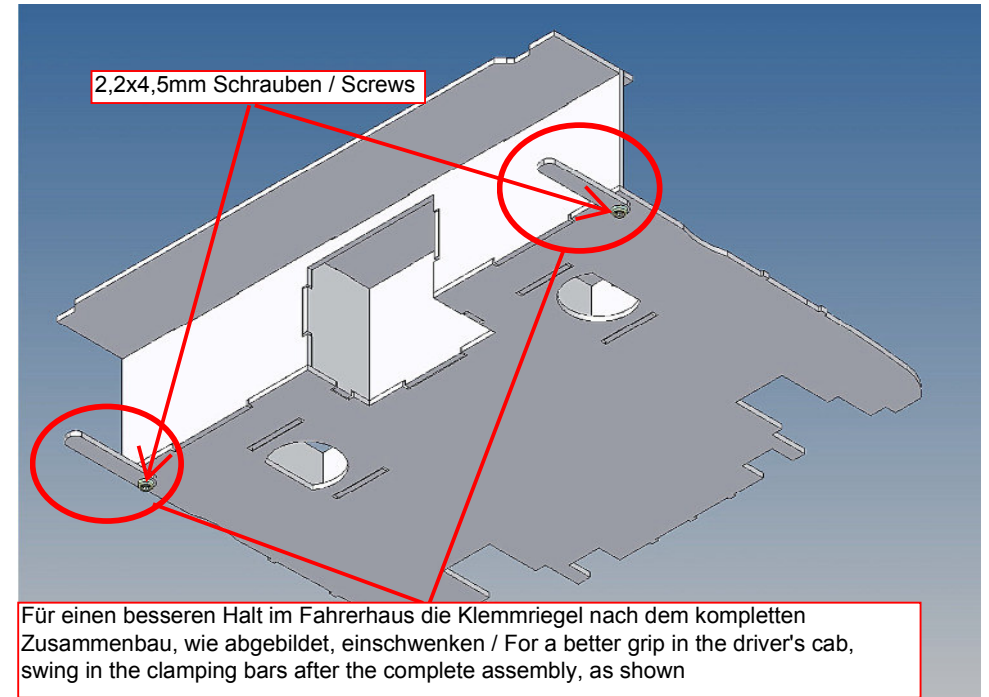 2,2x4,5mm Schrauben / Screws
Für einen besseren Halt im Fahrerhaus die Klemmriegel nach dem kompletten
Zusammenbau, wie abgebildet, einschwenken / For a better grip in the driver's cab,
swing in the clamping bars after the complete assembly, as shown